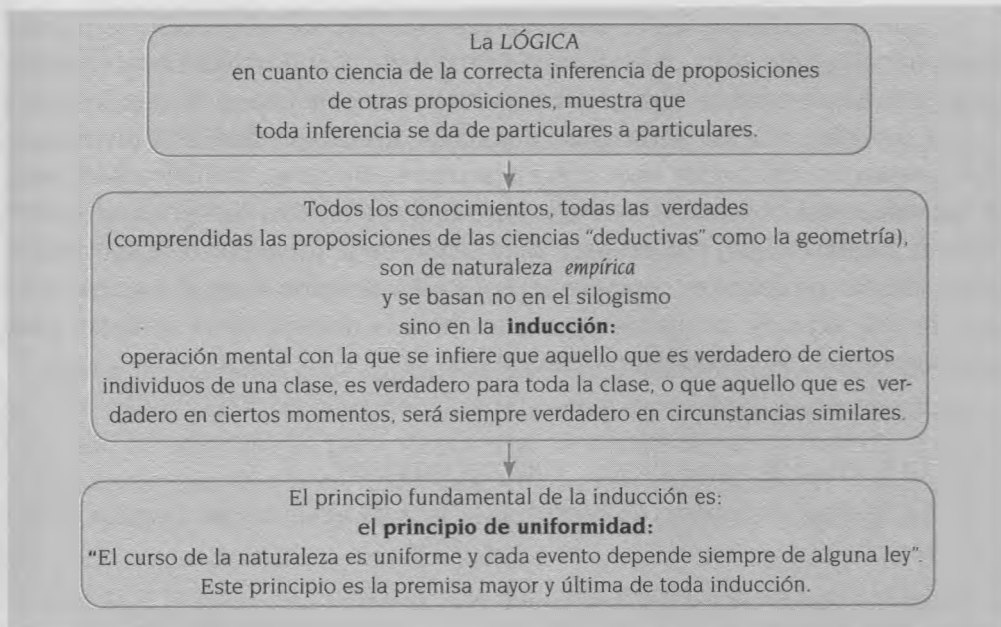 La LÓGICA
en cuanto ciencia de la correcta inferencia de proposiciones
de otras proposiciones, muestra que
toda inferencia se da de particulares a particulares.
Todos los conocimientos, todas las verdades
(comprendidas las proposiciones de las ciencias "deductivas" como la geometría),
son de naturaleza empírica
y se basan no en el silogismo
sino en la inducción:
operación mental con la que se infiere que aquello que es verdadero de ciertos
individuos de una clase, es verdadero para toda la clase, o que aquello que es ver-
dadero en ciertos momentos, será siempre verdadero en circunstancias similares.
El principio fundamental de la inducción es:
el principio de uniformidad:
"El curso de la naturaleza es uniforme y cada evento depende siempre de alguna ley".
Este principio es la premisa mayor y última de toda inducción.